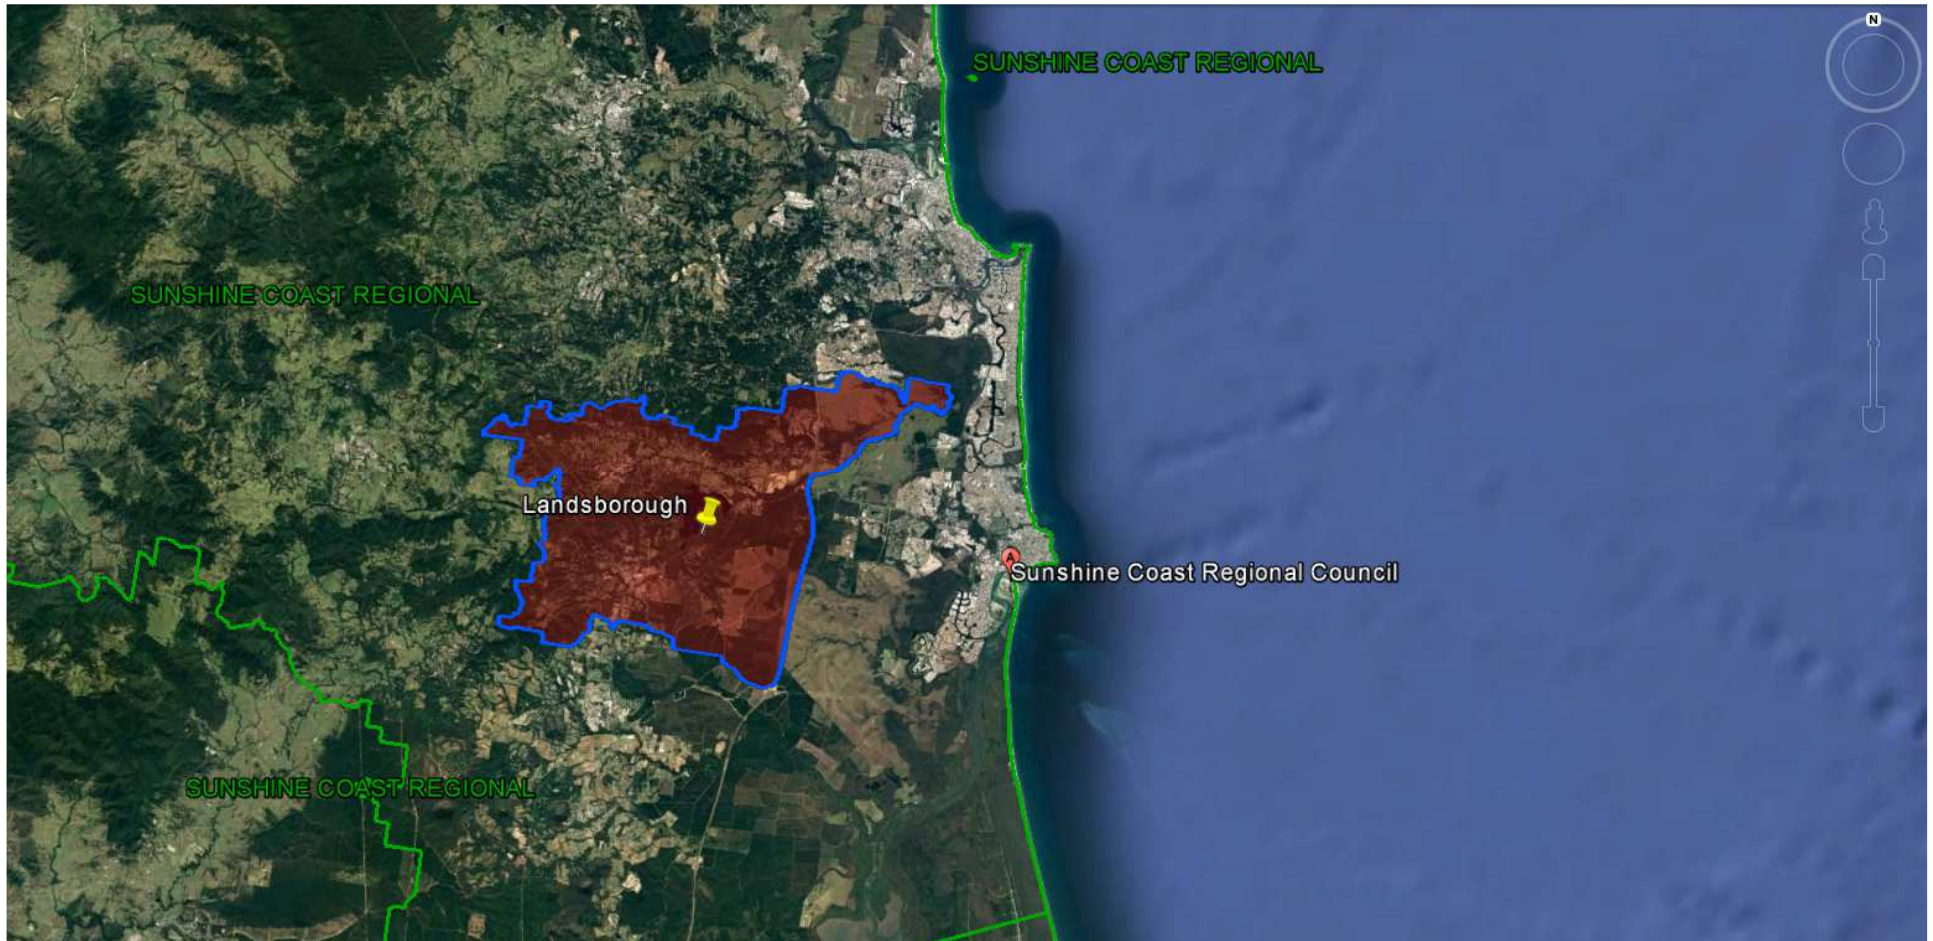 N
SUNSHINE COAST REGIONAL
SUNSHINE COAST REGIONAL
Landsborough
A
Sunshine Coast Regional Council
SUNSHINE COAST REGIONAL